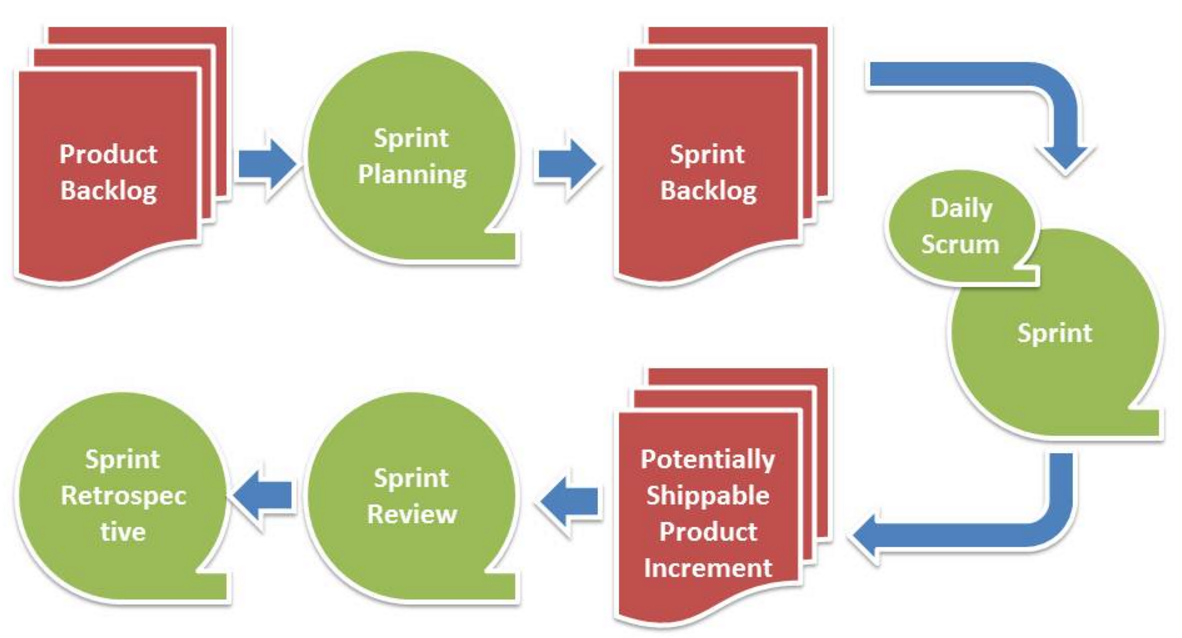 Product
Backlog
Sprint
Planning
Sprint
Backlog
Daily
Scrum
Sprint
Potentially
Shippable
Product
Increment
Sprint
Review
Sprint
Retrospec
tive